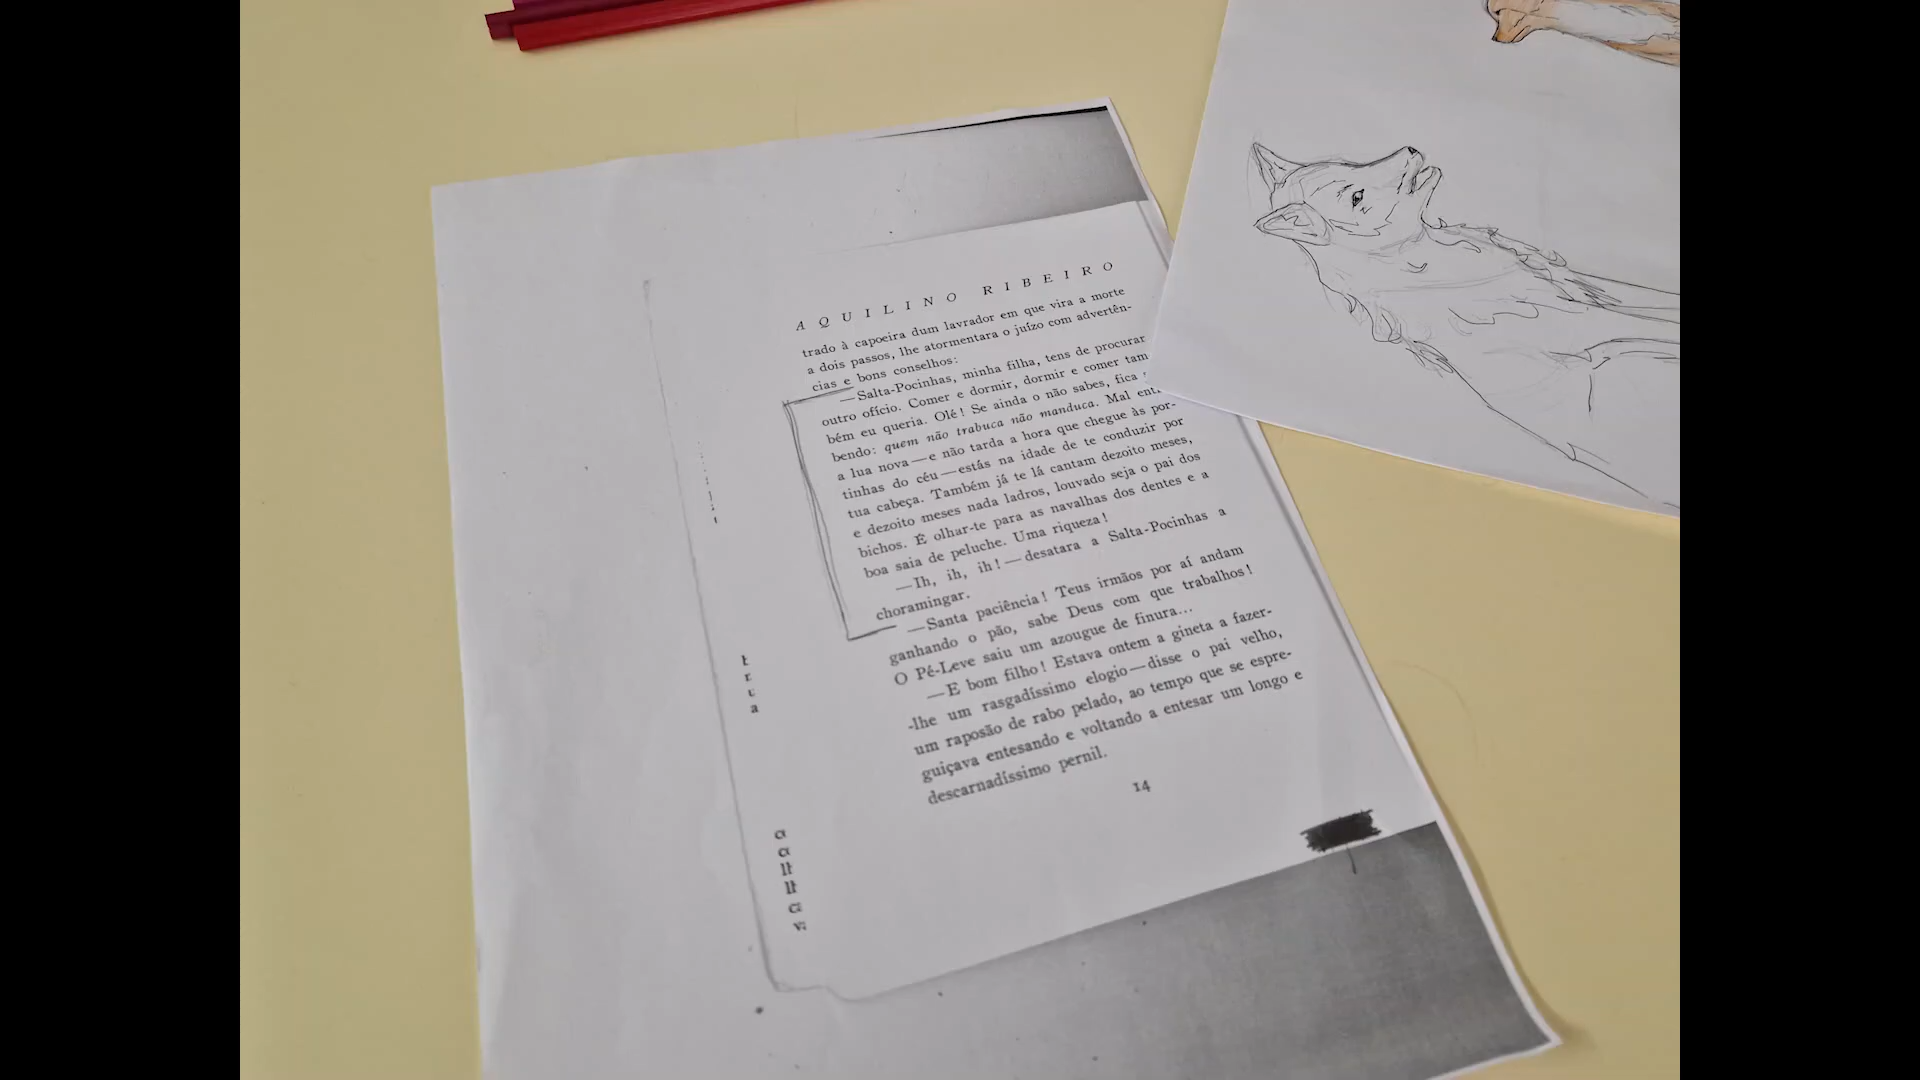 AQUILINO RIBEIRO
trado à capoeira dum lavrador em que vira a morte
a dois passos, lhe atormentara o juízo com advertên-
cias e bons conselhos:
—Salta-Pocinhas, minha filha, tens de procurar
outro ofício. Comer e dormir, dormir e comer tam
bém eu queria. Olé! Se ainda o não sabes, fica
bendo: quem não trabuca não manduca. Mal
a lua nova—e não tarda a hora que chegue às por-
tinhas do céu—estás na idade de te conduzir por
tua cabeça. Também já te lá cantam dezoito meses,
e dezoito meses nada ladros, louvado seja o pai dos
bichos. É olhar-te para as navalhas dos dentes e a
boa saia de peluche. Uma riqueza!
—Ih, ih, ih!—desatara a Salta-Pocinhas a
choramingar.
—Santa paciência! Teus irmãos por aí andam
ganhando o pão, sabe Deus com que trabalhos!
O Pé-Leve saiu um azougue de finura...
—E bom filho! Estava ontem a gineta a fazer-
-lhe um rasgadíssimo elogio—disse o pai velho,
um raposão de rabo pelado, ao tempo que se espre-
guiçava entesando e voltando a entesar um longo e
descarnadíssimo pernil.
14